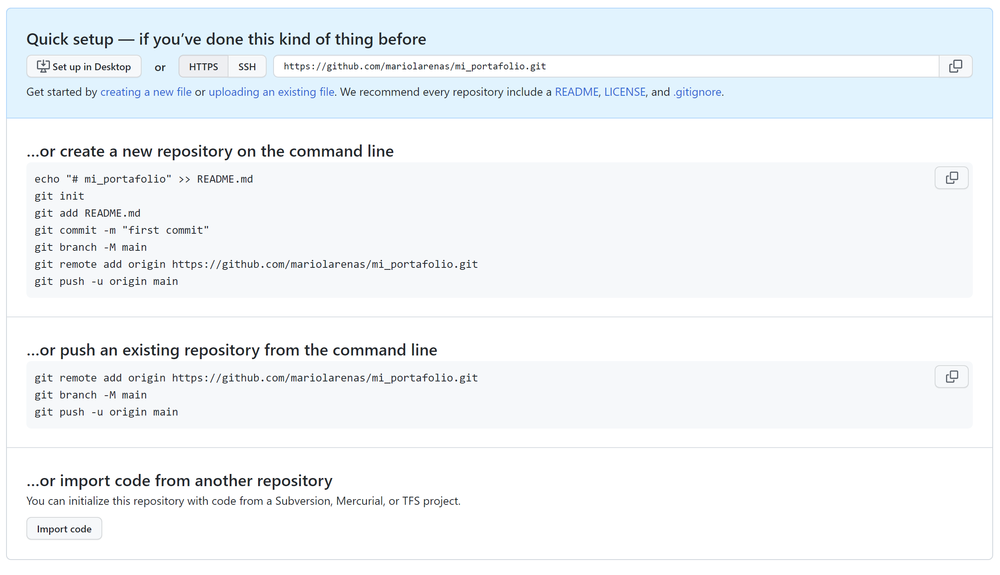 Quick setup — if you’ve done this kind of thing before
Set up in Desktop or HTTPS SSH https://github.com/mariolarenas/mi_portafolio.git
Get started by creating a new file or uploading an existing file. We recommend every repository include a README, LICENSE, and .gitignore.
…or create a new repository on the command line
echo "# mi_portafolio" >> README.md
git init
git add README.md
git commit -m "first commit"
git branch -M main
git remote add origin https://github.com/mariolarenas/mi_portafolio.git
git push -u origin main
…or push an existing repository from the command line
git remote add origin https://github.com/mariolarenas/mi_portafolio.git
git branch -M main
git push -u origin main
…or import code from another repository
You can initialize this repository with code from a Subversion, Mercurial, or TFS project.
Import code